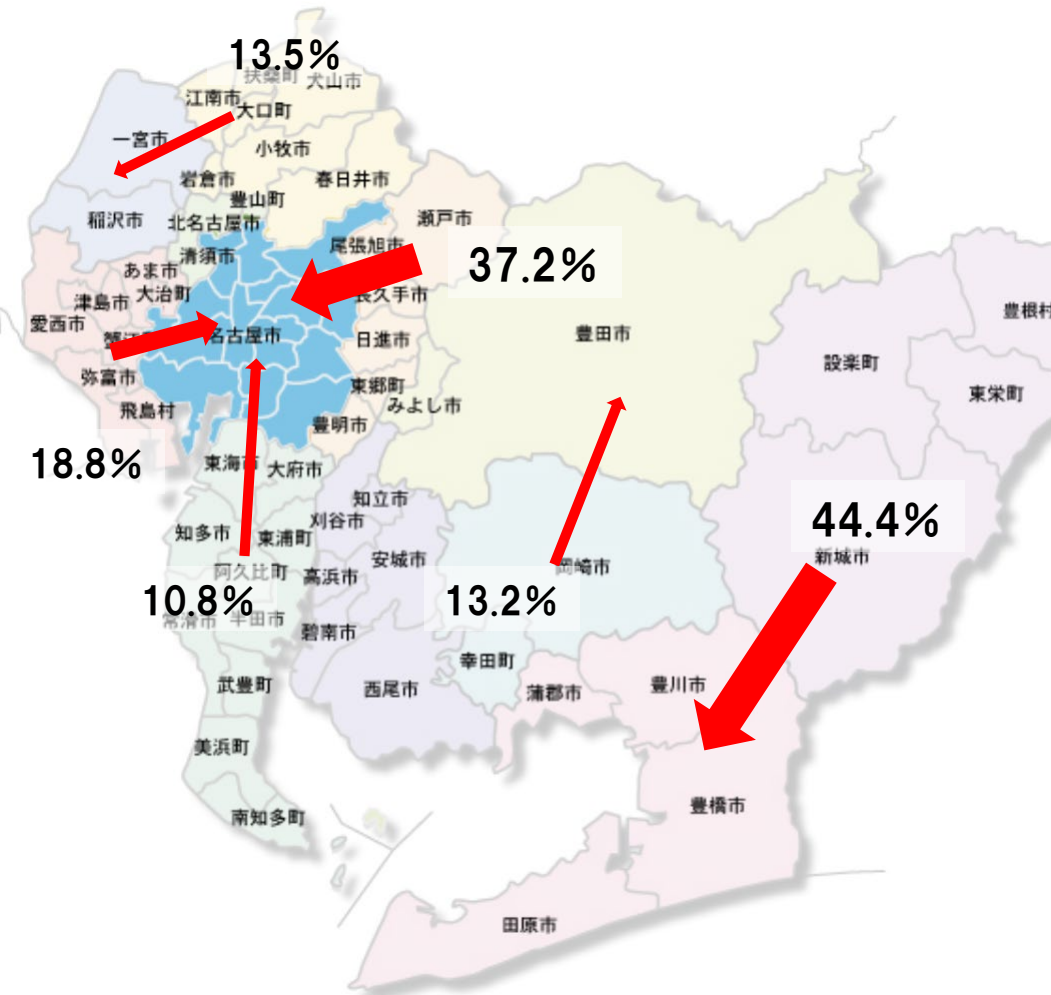 13.5%
扶桑町
犬山市
江南市
大口町
一宮市
小牧市
岩倉市
春日井市
豊山町
稲沢市
北名古屋市
瀬戸市
尾張旭市
清須市
37.2%
あま市
大治町
長久手市
津島市
愛西市
名古屋市
日進市
豊田市
豊根村
設楽町
弥富市
東郷町
みよし市
東栄町
飛島村
豊明市
18.8%
東海市
大府市
知立市
刈谷市
知多市
東浦町
安城市
44.4%
新城市
阿久比町
高浜市
岡崎市
10.8%
13.2%
常滑市
半田市
碧南市
幸田町
武豊町
西尾市
蒲郡市
豊川市
美浜町
豊橋市
南知多町
田原市